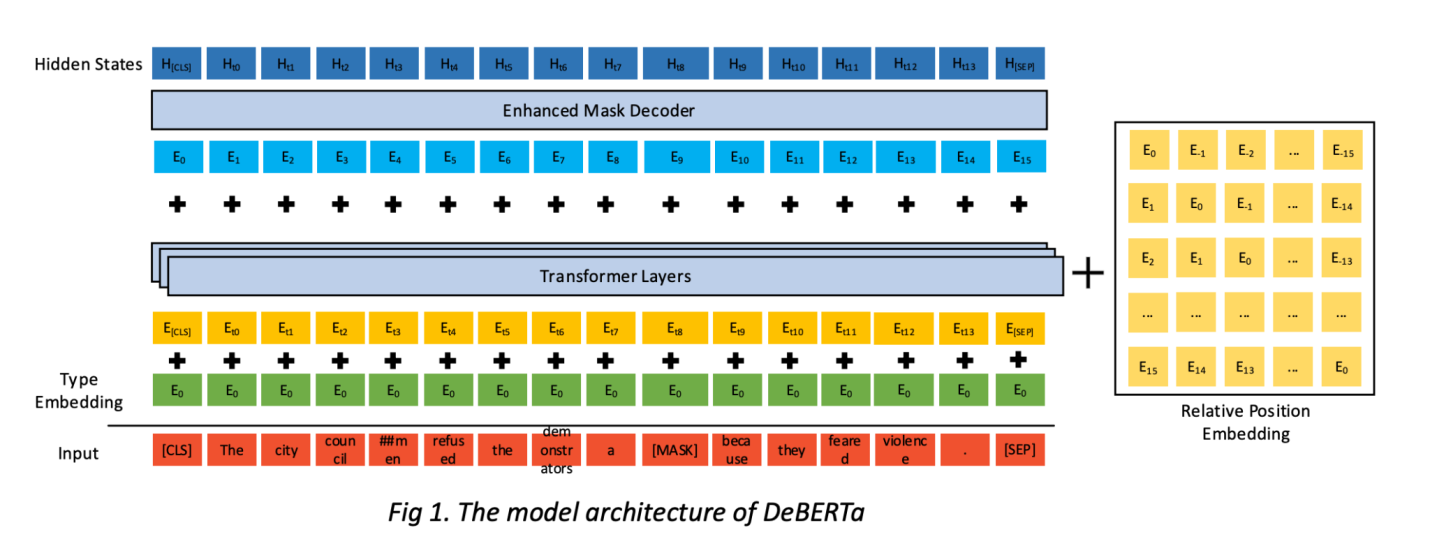 Hidden States H[CLS] Ht0 Ht1 Ht2 Ht3 Ht4 Ht5 Ht6 Ht7 Ht8 Ht9 Ht10 Ht11 Ht12 Ht13 H[SEP]
Enhanced Mask Decoder
E0 E1 E2 E3 E4 E5 E6 E7 E8 E9 E10 E11 E12 E13 E14 E15
+ + + + + + + + + + + + + + + +
Transformer Layers
E[CLS] Et0 Et1 Et2 Et3 Et4 Et5 Et6 Et7 Et8 Et9 Et10 Et11 Et12 Et13 E[SEP]
+ + + + + + + + + + + + + + + +
Type
Embedding
E0 E0 E0 E0 E0 E0 E0 E0 E0 E0 E0 E0 E0 E0 E0 E0
Input
[CLS]
The
city
coun
cil
##m
en
refus
ed
the
dem
onstr
ators
a
[MASK]
beca
use
they
feare
d
violenc
e
.
[SEP]
+
E0 E-1 E-2 ... E-15
E1 E0 E-1 ... E-14
E2 E1 E0 ... E-13
... ... ... ... ...
E15 E14 E13 ... E0
Relative Position
Embedding
Fig 1. The model architecture of DeBERTa